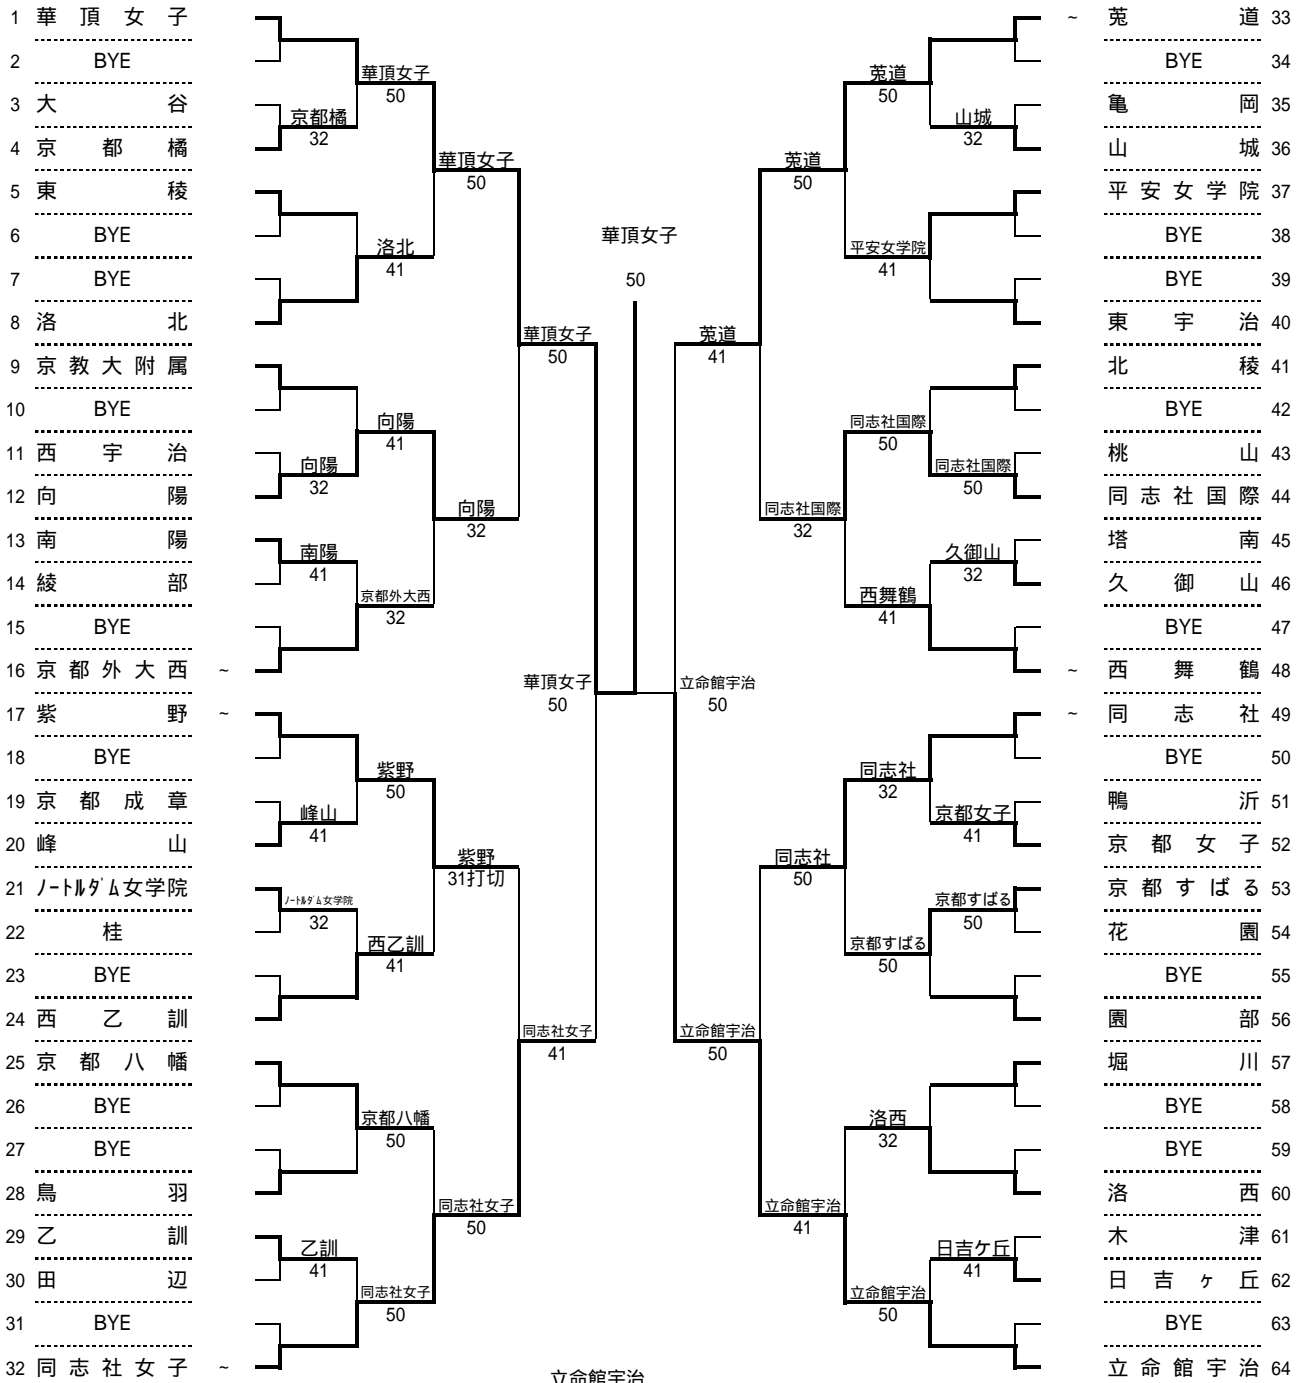 1 華頂女子
2 BYE
3 大谷
4 京都橘
5 東稜
6 BYE
7 BYE
8 洛北
9 京教大附属
10 BYE
11 西宇治
12 向陽
13 南陽
14 綾部
15 BYE
16 京都外大西 ~
17 紫野 ~
18 BYE
19 京都成章
20 峰山
21 ﾉｰﾄﾙﾀﾞﾑ女学院
22 桂
23 BYE
24 西乙訓
25 京都八幡
26 BYE
27 BYE
28 鳥羽
29 乙訓
30 田辺
31 BYE
32 同志社女子 ~
京都橘
32
向陽
32
南陽
41
峰山
41
ﾉｰﾄﾙﾀﾞﾑ女学院
32
乙訓
41
華頂女子
50
洛北
41
向陽
41
京都外大西
32
紫野
50
西乙訓
41
京都八幡
50
同志社女子
50
華頂女子
50
向陽
32
紫野
31打切
同志社女子
50
華頂女子
50
同志社女子
41
華頂女子
50
華頂女子
50
立命館宇治
50
莵道
41
立命館宇治
50
莵道
50
同志社国際
32
同志社
50
立命館宇治
41
莵道
50
平安女学院
41
同志社国際
50
西舞鶴
41
同志社
32
京都すばる
50
洛西
32
立命館宇治
50
山城
32
同志社国際
50
久御山
32
京都女子
41
京都すばる
50
日吉ケ丘
41
~ 莵道 33
BYE 34
亀岡 35
山城 36
平安女学院 37
BYE 38
BYE 39
東宇治 40
北稜 41
BYE 42
桃山 43
同志社国際 44
塔南 45
久御山 46
BYE 47
~ 西舞鶴 48
~ 同志社 49
BYE 50
鴨沂 51
京都女子 52
京都すばる 53
花園 54
BYE 55
園部 56
堀川 57
BYE 58
BYE 59
洛西 60
木津 61
日吉ヶ丘 62
BYE 63
立命館宇治 64
立命館宇治